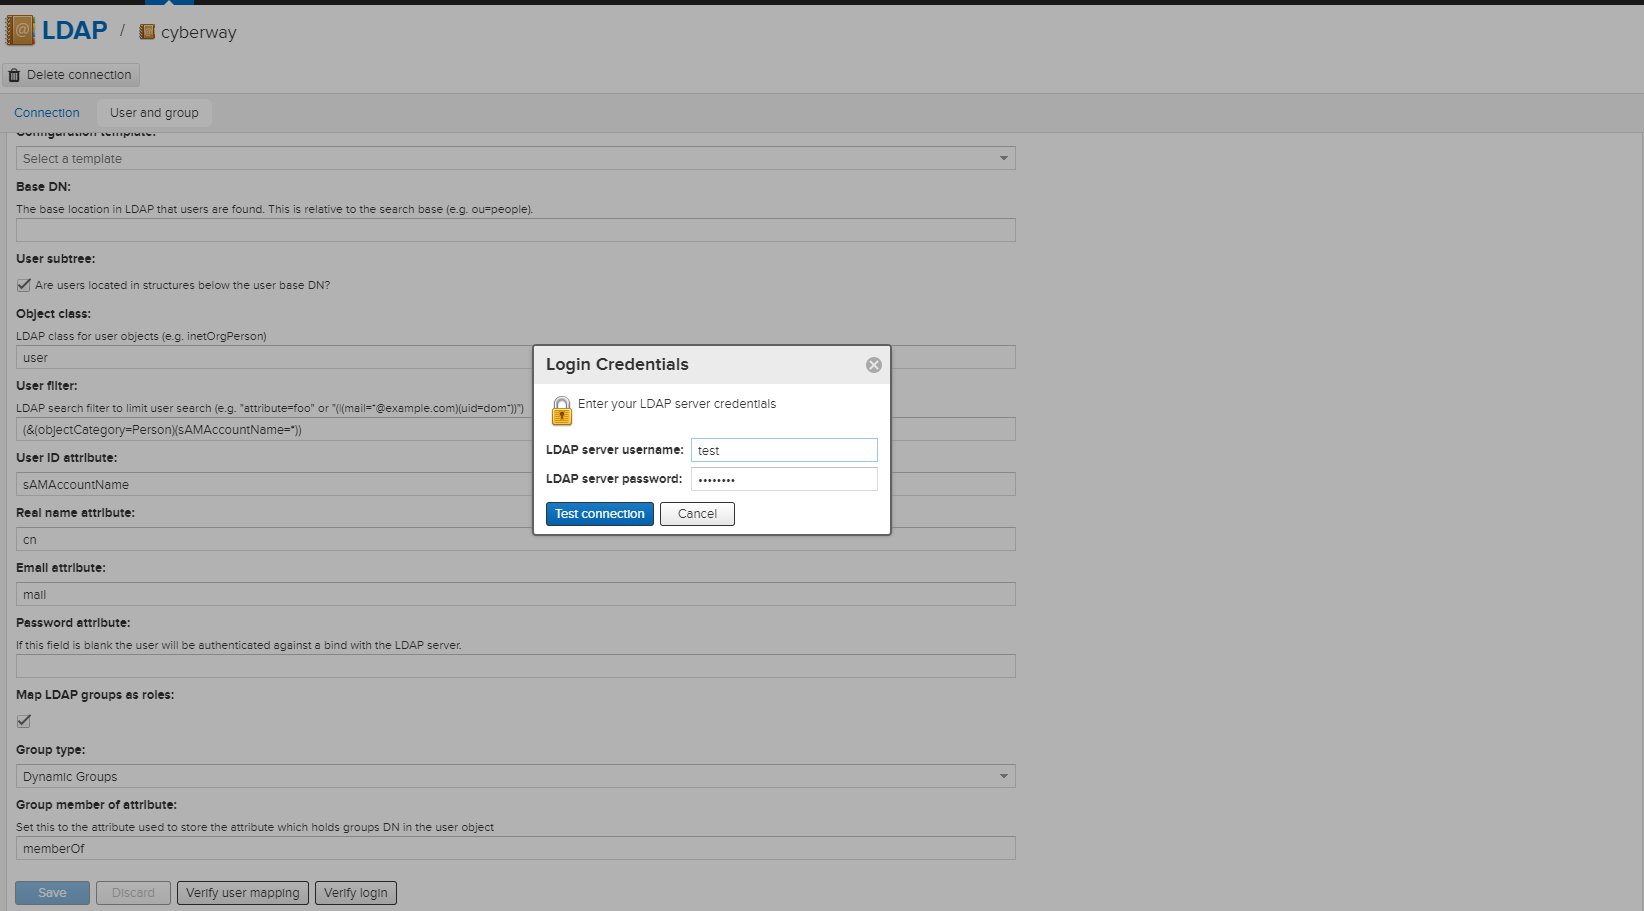 LDAP / cyberway
Delete connection
Connection User and group
Configuration template:
Select a template
Base DN:
The base location in LDAP that users are found. This is relative to the search base (e.g. ou=people).
User subtree:
Are users located in structures below the user base DN?
Object class:
LDAP class for user objects (e.g. inetOrgPerson)
user
User filter:
LDAP search filter to limit user search (e.g. "attribute=foo" or "(|(mail=*@example.com)(uid=dom*))")
(&(objectCategory=Person)(sAMAccountName=*))
User ID attribute:
sAMAccountName
Real name attribute:
cn
Email attribute:
mail
Password attribute:
If this field is blank the user will be authenticated against a bind with the LDAP server.
Map LDAP groups as roles:
Group type:
Dynamic Groups
Group member of attribute:
Set this to the attribute used to store the attribute which holds groups DN in the user object
memberOf
Save Discard Verify user mapping Verify login
Login Credentials
Enter your LDAP server credentials
LDAP server username: test
LDAP server password: ••••••••
Test connection Cancel